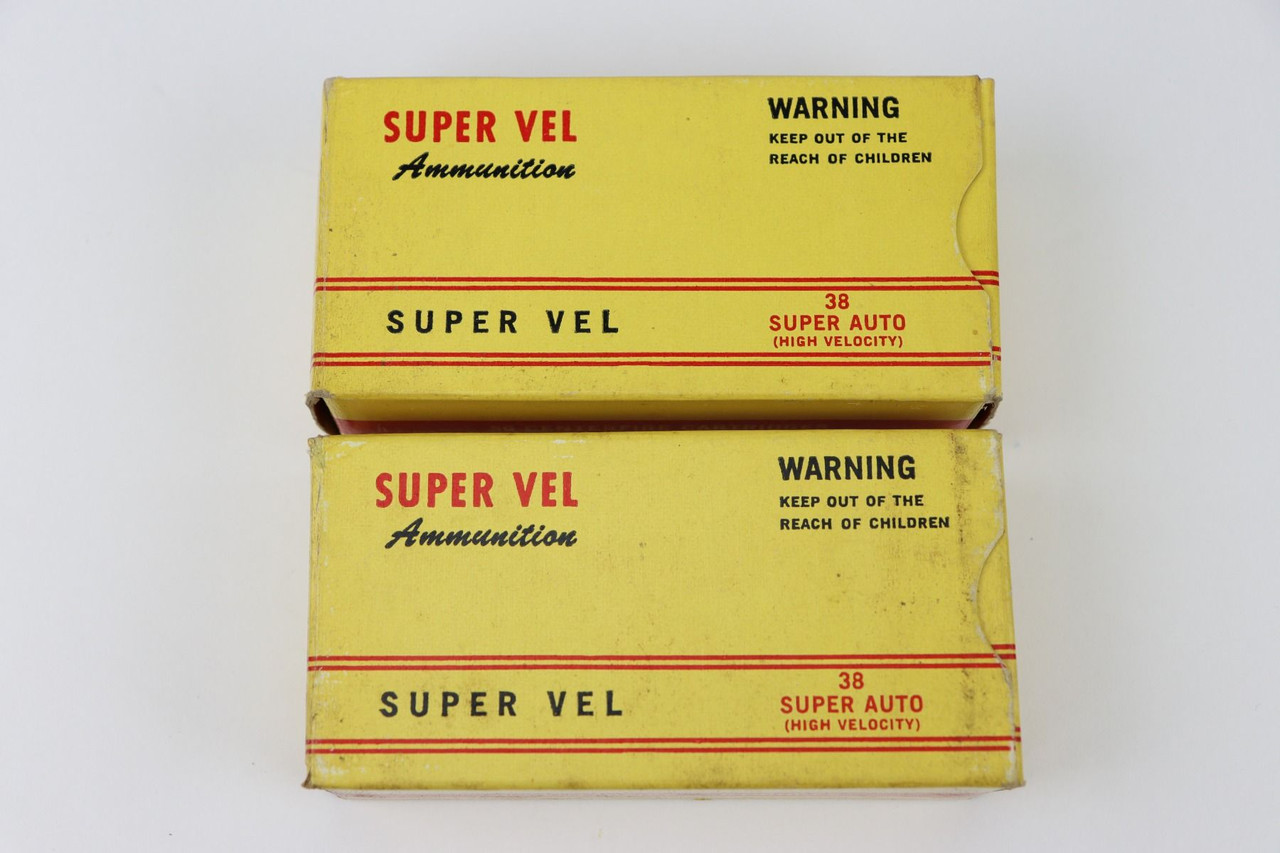 SUPER VEL
Ammunition
WARNING
KEEP OUT OF THE
REACH OF CHILDREN
SUPER VEL
38
SUPER AUTO
(HIGH VELOCITY)
SUPER VEL
Ammunition
WARNING
KEEP OUT OF THE
REACH OF CHILDREN
SUPER VEL
38
SUPER AUTO
(HIGH VELOCITY)